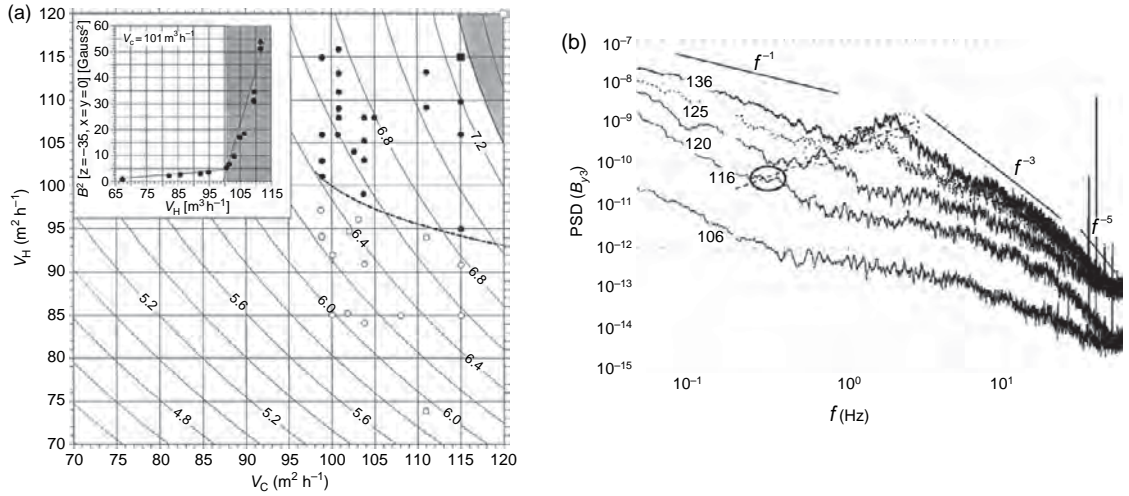 (a)
B² [z=−35, x=y=0] [Gauss²]
60
50
40
30
20
10
0
V_c = 101 m³ h⁻¹
65 75 85 95 105 115
V_H [m³ h⁻¹]
V_H (m² h⁻¹)
120
115
110
105
100
95
90
85
80
75
70
6.8
7.2
6.4
6.8
5.2
5.6
6.0
6.4
4.8
5.2
5.6
6.0
70 75 80 85 90 95 100 105 110 115 120
V_C (m² h⁻¹)
(b)
PSD (B_y3)
10⁻⁷
10⁻⁸
10⁻⁹
10⁻¹⁰
10⁻¹¹
10⁻¹²
10⁻¹³
10⁻¹⁴
10⁻¹⁵
f⁻¹
136
125
120
116
106
f⁻³
f⁻⁵
10⁻¹ 10⁰ 10¹
f (Hz)